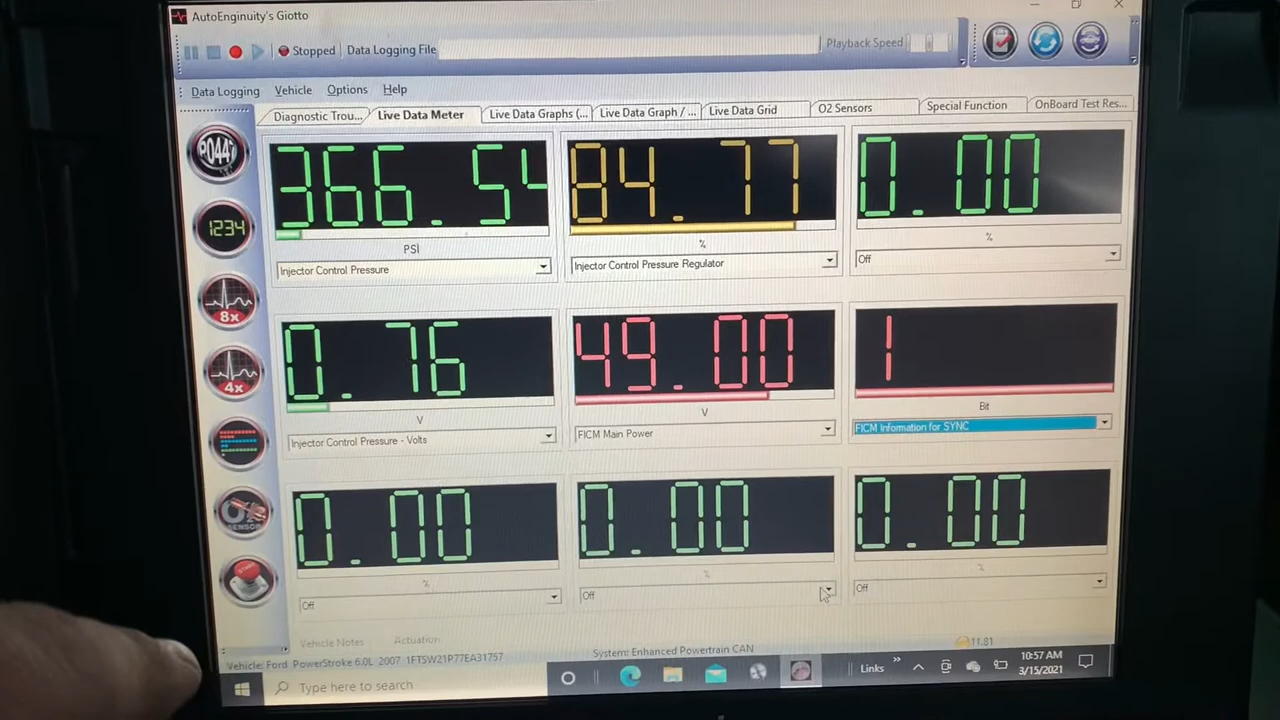 AutoEnginuity's Giotto
Stopped Data Logging File Playback Speed
Data Logging Vehicle Options Help
Diagnostic Trou... Live Data Meter Live Data Graphs (... Live Data Graph / ... Live Data Grid O2 Sensors Special Function OnBoard Test Res...
P044
366.54 84.77 0.00
PSI % %
Injector Control Pressure Injector Control Pressure Regulator Off
1234
8x
0.76 49.00 1
4x
V V Bit
Injector Control Pressure - Volts FICM Main Power FICM Information for SYNC
SENSOR
0.00 0.00 0.00
% % %
Off Off Off
Vehicle Notes Actuation
11.81
Vehicle: Ford PowerStroke 6.0L 2007 1FTSW21P77EA31757 System: Enhanced Powertrain CAN
Type here to search Links 10:57 AM
3/15/2021